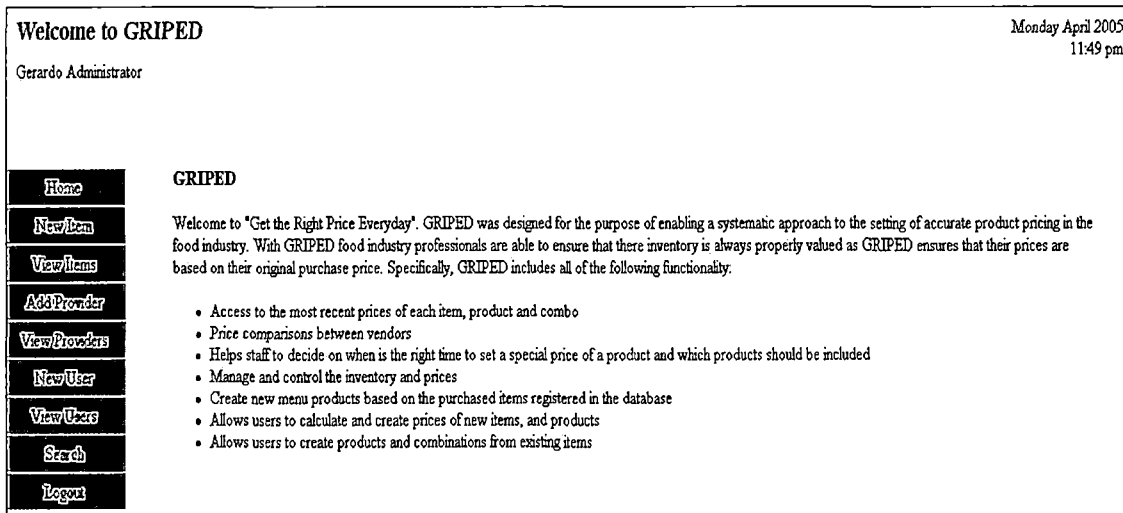 Welcome to GRIPED
Monday April 2005
11:49 pm
Gerardo Administrator
Home
New Item
View Items
Add Provider
View Providers
New User
View Users
Search
Logout
GRIPED
Welcome to "Get the Right Price Everyday". GRIPED was designed for the purpose of enabling a systematic approach to the setting of accurate product pricing in the
food industry. With GRIPED food industry professionals are able to ensure that there inventory is always properly valued as GRIPED ensures that their prices are
based on their original purchase price. Specifically, GRIPED includes all of the following functionality:
• Access to the most recent prices of each item, product and combo
• Price comparisons between vendors
• Helps staff to decide on when is the right time to set a special price of a product and which products should be included
• Manage and control the inventory and prices
• Create new menu products based on the purchased items registered in the database
• Allows users to calculate and create prices of new items, and products
• Allows users to create products and combinations from existing items